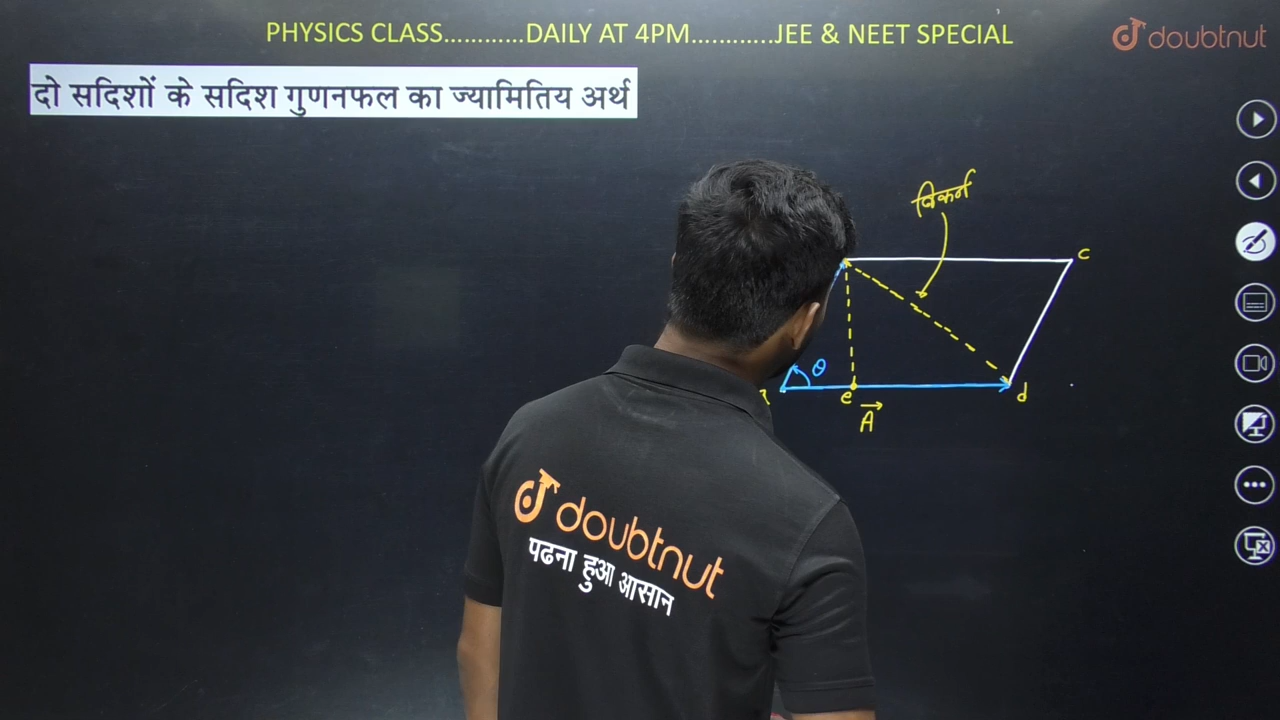 PHYSICS CLASS............DAILY AT 4PM............JEE & NEET SPECIAL
doubtnut
दो सदिशों के सदिश गुणनफल का ज्यामितिय अर्थ
विकर्ण
c
θ
e
d
A
doubtnut
पढना हुआ आसान